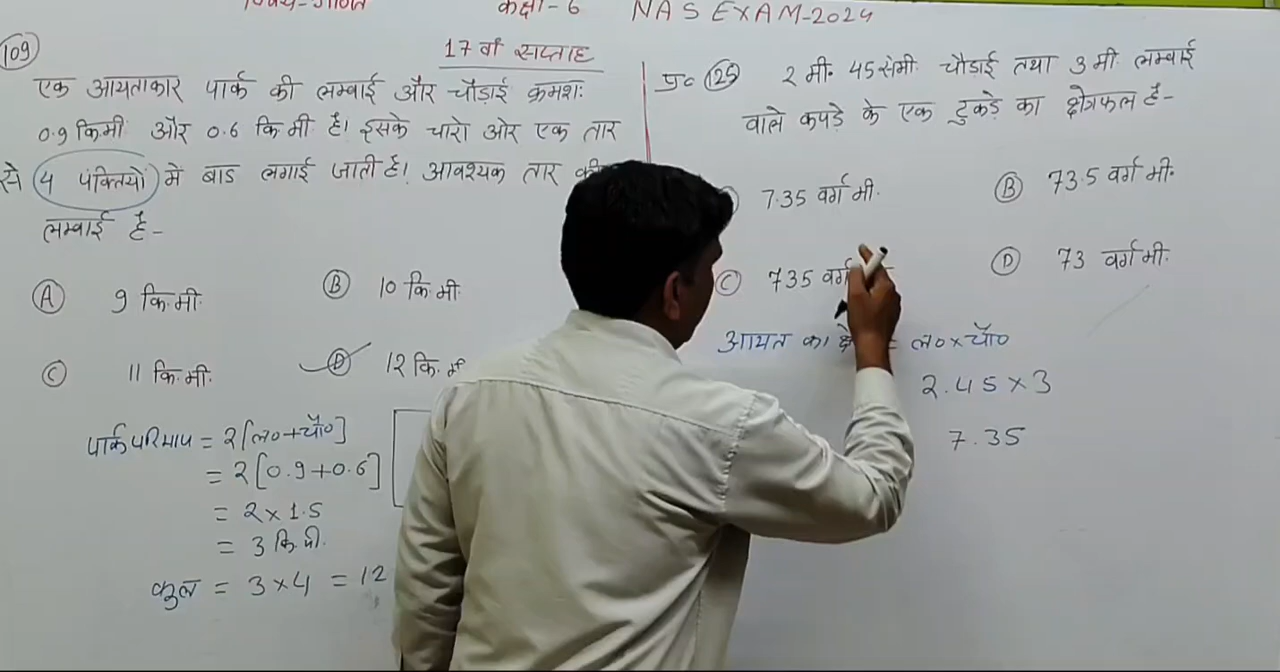 विषय-गणित कक्षा-6 NAS EXAM-2024
17 वाँ सप्ताह
109
एक आयताकार पार्क की लम्बाई और चौड़ाई क्रमशः
0.9 किमी और 0.6 कि मी है। इसके चारो ओर एक तार
से 4 पंक्तियों में बाड लगाई जाती है। आवश्यक तार की
लम्बाई है-
A 9 कि.मी.
B 10 कि.मी.
C 11 कि.मी.
D 12 कि.मी
पार्क परिमाप = 2[ल०+चौ०]
= 2[0.9+0.6]
= 2 × 1.5
= 3 कि.मी.
कुल = 3 × 4 = 12
प्र० 125 2 मी. 45 सेमी चौड़ाई तथा 3 मी लम्बाई
वाले कपड़े के एक टुकड़े का क्षेत्रफल है-
7.35 वर्ग मी.
B 73.5 वर्ग मी.
C 735 वर्ग
D 73 वर्ग मी.
आयत का = ल० × चौ०
2.45 × 3
7.35